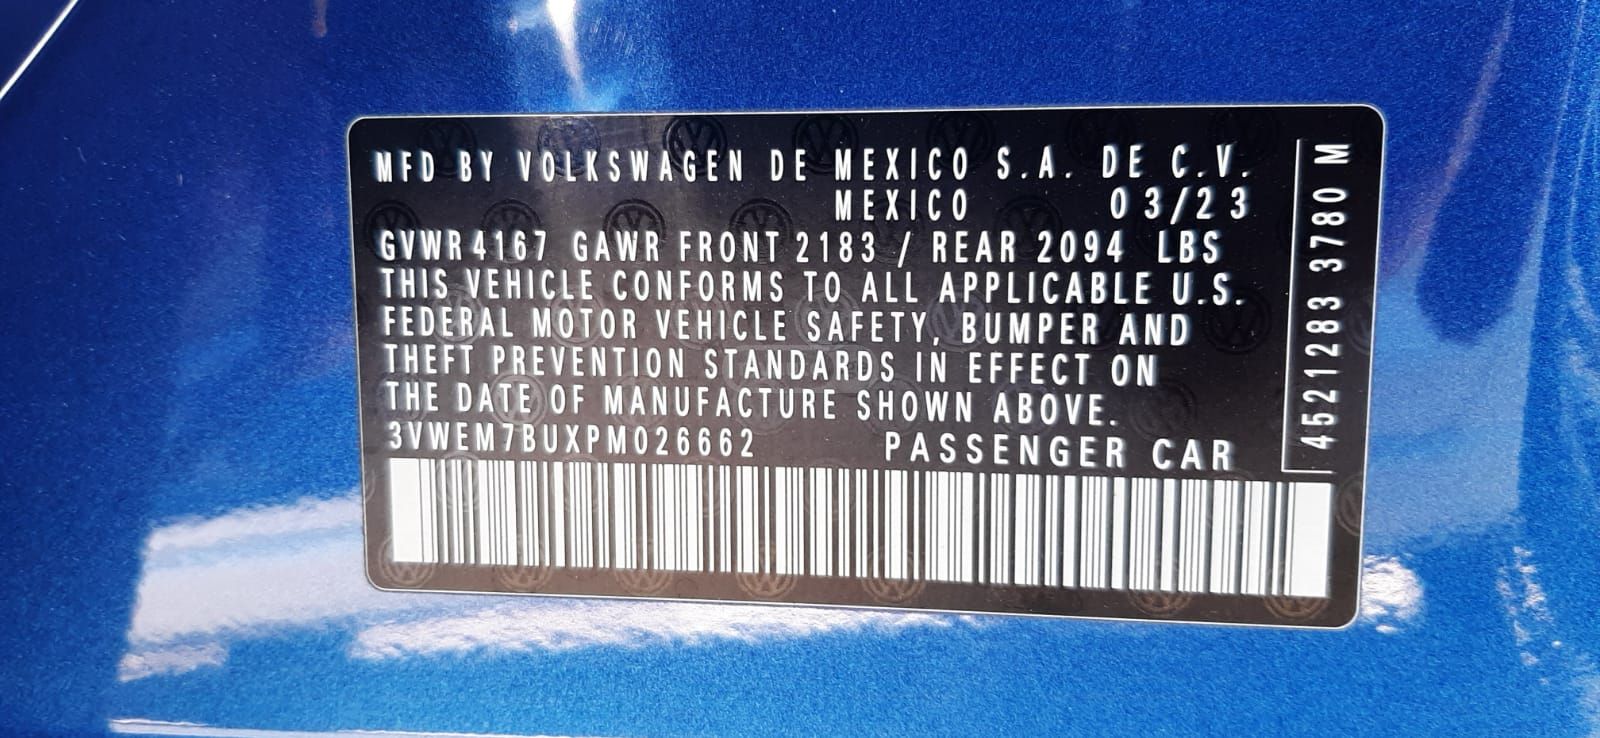 MFD BY VOLKSWAGEN DE MEXICO S.A. DE C.V.
MEXICO 03/23
GVWR 4167 GAWR FRONT 2183 / REAR 2094 LBS
THIS VEHICLE CONFORMS TO ALL APPLICABLE U.S.
FEDERAL MOTOR VEHICLE SAFETY, BUMPER AND
THEFT PREVENTION STANDARDS IN EFFECT ON
THE DATE OF MANUFACTURE SHOWN ABOVE.
3VWEM7BUXPM026662 PASSENGER CAR
4521283 3780 M